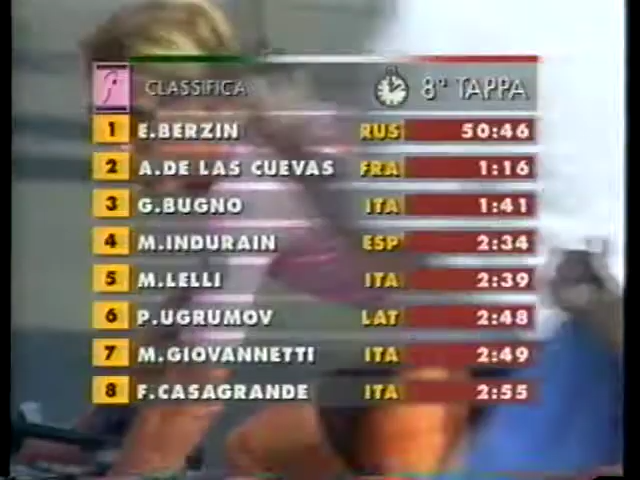 CLASSIFICA 8ª TAPPA
1 E.BERZIN RUS 50:46
2 A.DE LAS CUEVAS FRA 1:16
3 G.BUGNO ITA 1:41
4 M.INDURAIN ESP 2:34
5 M.LELLI ITA 2:39
6 P.UGRUMOV LAT 2:48
7 M.GIOVANNETTI ITA 2:49
8 F.CASAGRANDE ITA 2:55